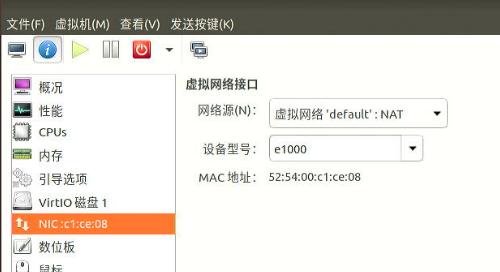 文件(F) 虚拟机(M) 查看(V) 发送按键(K)
概况
性能
CPUs
内存
引导选项
VirtIO 磁盘 1
NIC :c1:ce:08
数位板
鼠标
虚拟网络接口
网络源(N): 虚拟网络 'default' : NAT
设备型号: e1000
MAC 地址: 52:54:00:c1:ce:08